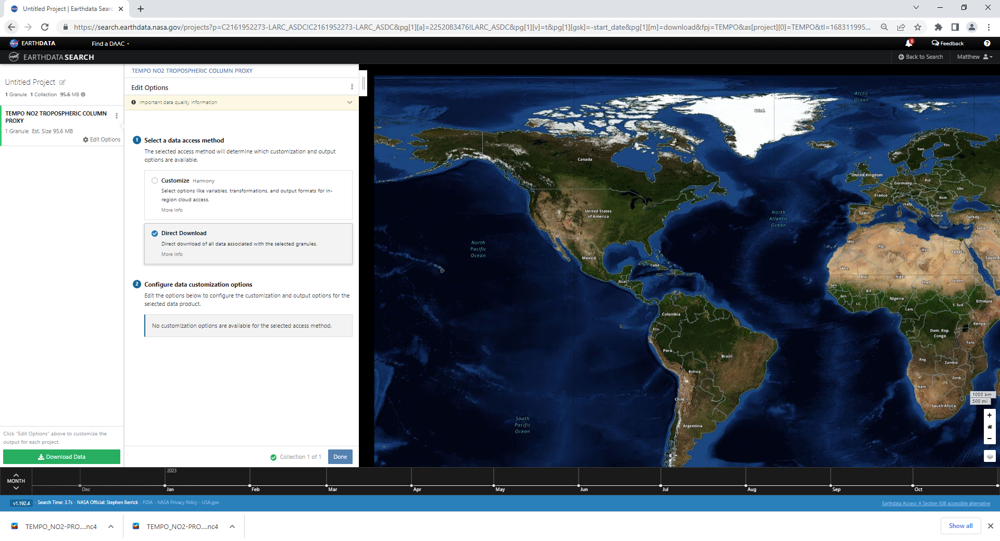 Untitled Project | Earthdata Searc
https://search.earthdata.nasa.gov/projects?p=C2161952273-LARC_ASDC!C2161952273-LARC_ASDC&pg[1][a]=2252083476!LARC_ASDC&pg[1][v]=t&pg[1][gsk]=-start_date&pg[1][m]=download&fpj=TEMPO&as[project][0]=TEMPO&tl=168311995...
EARTHDATA
Find a DAAC
6
Feedback
EARTHDATA SEARCH
Back to Search
Matthew
Untitled Project
1 Granule 1 Collection 95.6 MB
TEMPO NO2 TROPOSPHERIC COLUMN
PROXY
1 Granule Est. Size 95.6 MB
Edit Options
Click "Edit Options" above to customize the
output for each project.
Download Data
TEMPO NO2 TROPOSPHERIC COLUMN PROXY
Edit Options
Important data quality information
1 Select a data access method
The selected access method will determine which customization and output
options are available.
Customize Harmony
Select options like variables, transformations, and output formats for in-
region cloud access.
More Info
Direct Download
Direct download of all data associated with the selected granules.
More Info
2 Configure data customization options
Edit the options below to configure the customization and output options for the
selected data product.
No customization options are available for the selected access method.
Collection 1 of 1
Done
Arctic
Ocean
Grlnd.
Iceland
Fin.
Swe.
Nor.
Canada
United Kingdom
Pol.
Germany
Ukr.
France
Rom.
Italy
United States
of America
North
Atlantic
Ocean
Spain
Greece
Turkey
Tun.
Syria
North
Pacific
Ocean
Mor.
Alg.
Libya
Egypt
Mexico
Saudi A
Cuba
Mrt.
Mali
Niger
Chad
Sudan
Guat.
Sen.
B.F.
Gin.
Nigeria
Ethiopia
I.C.
S. Sud.
Cam.
Colombia
Kenya
Ecu.
Dem. Rep.
Congo
Tanz.
Peru
Brazil
Ang.
Zambia
Bolivia
Zimb.
Nam.
1000 km
Chile
500 mi
South Africa
South
Pacific
Ocean
Argentina
MONTH
2023
Dec
Jan
Feb
Mar
Apr
May
Jun
Jul
Aug
Sep
Oct
v1.192.4 · Search Time: 3.7s · NASA Official: Stephen Berrick · FOIA · NASA Privacy Policy · USA.gov
Earthdata Access: A Section 508 accessible alternative
TEMPO_NO2-PRO....nc4
TEMPO_NO2-PRO....nc4
Show all